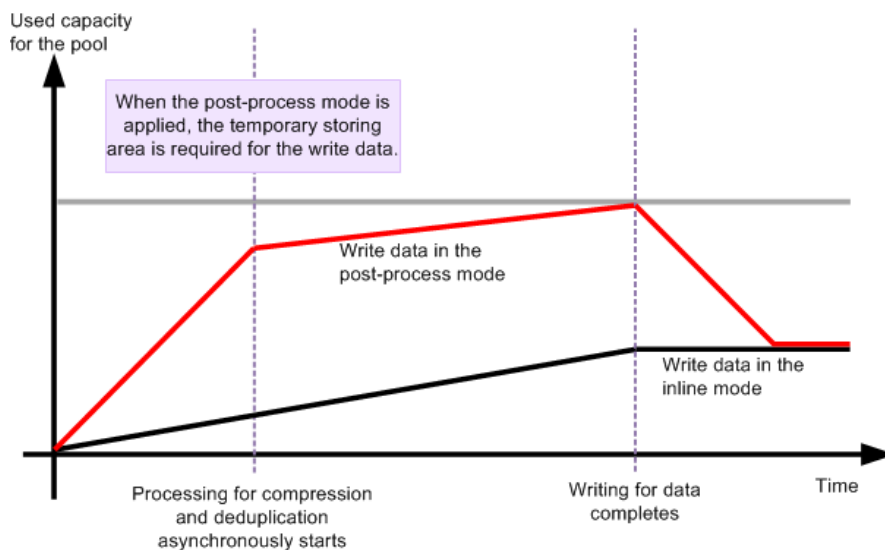 Used capacity
for the pool
When the post-process mode is
applied, the temporary storing
area is required for the write data.
Write data in the
post-process mode
Write data in the
inline mode
Time
Processing for compression
and deduplication
asynchronously starts
Writing for data
completes